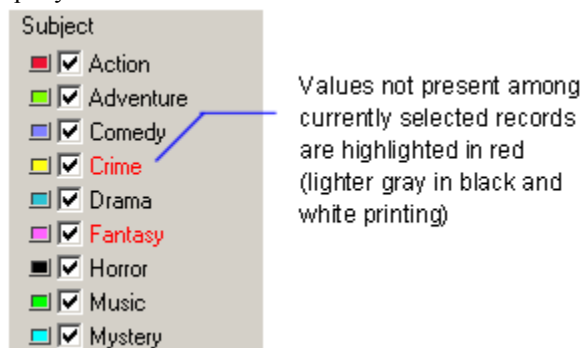 Subject
Action
Adventure
Comedy
Crime
Drama
Fantasy
Horror
Music
Mystery
Values not present among
currently selected records
are highlighted in red
(lighter gray in black and
white printing)